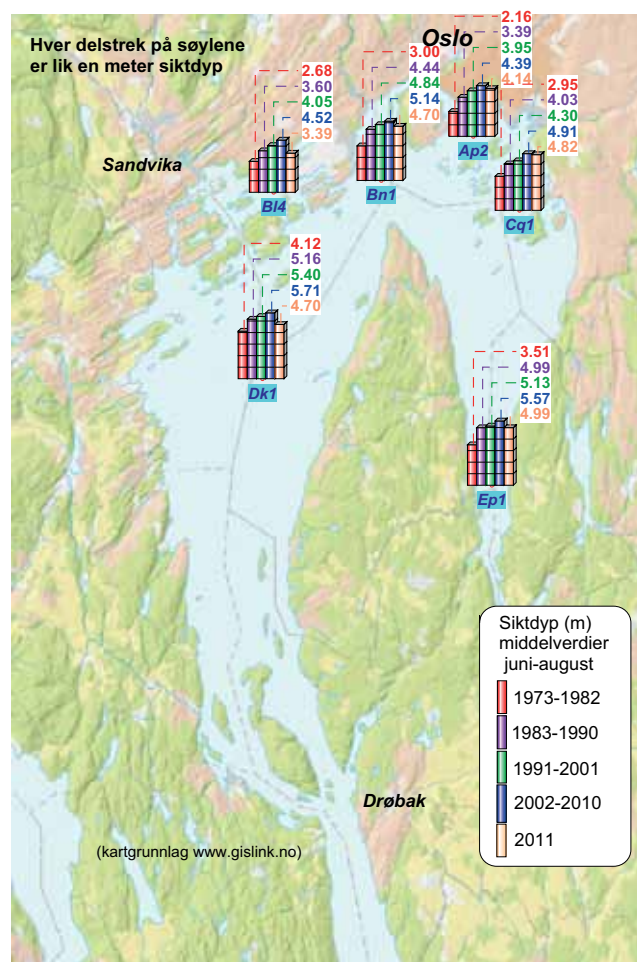 Hver delstrek på søylene
er lik en meter siktdyp
Oslo
2.16
3.39
3.95
4.39
4.14
Ap2
3.00
4.44
4.84
5.14
4.70
Bn1
2.68
3.60
4.05
4.52
3.39
Bl4
Sandvika
2.95
4.03
4.30
4.91
4.82
Cq1
4.12
5.16
5.40
5.71
4.70
Dk1
3.51
4.99
5.13
5.57
4.99
Ep1
Siktdyp (m)
middelverdier
juni-august
1973-1982
1983-1990
1991-2001
2002-2010
2011
Drøbak
(kartgrunnlag www.gislink.no)